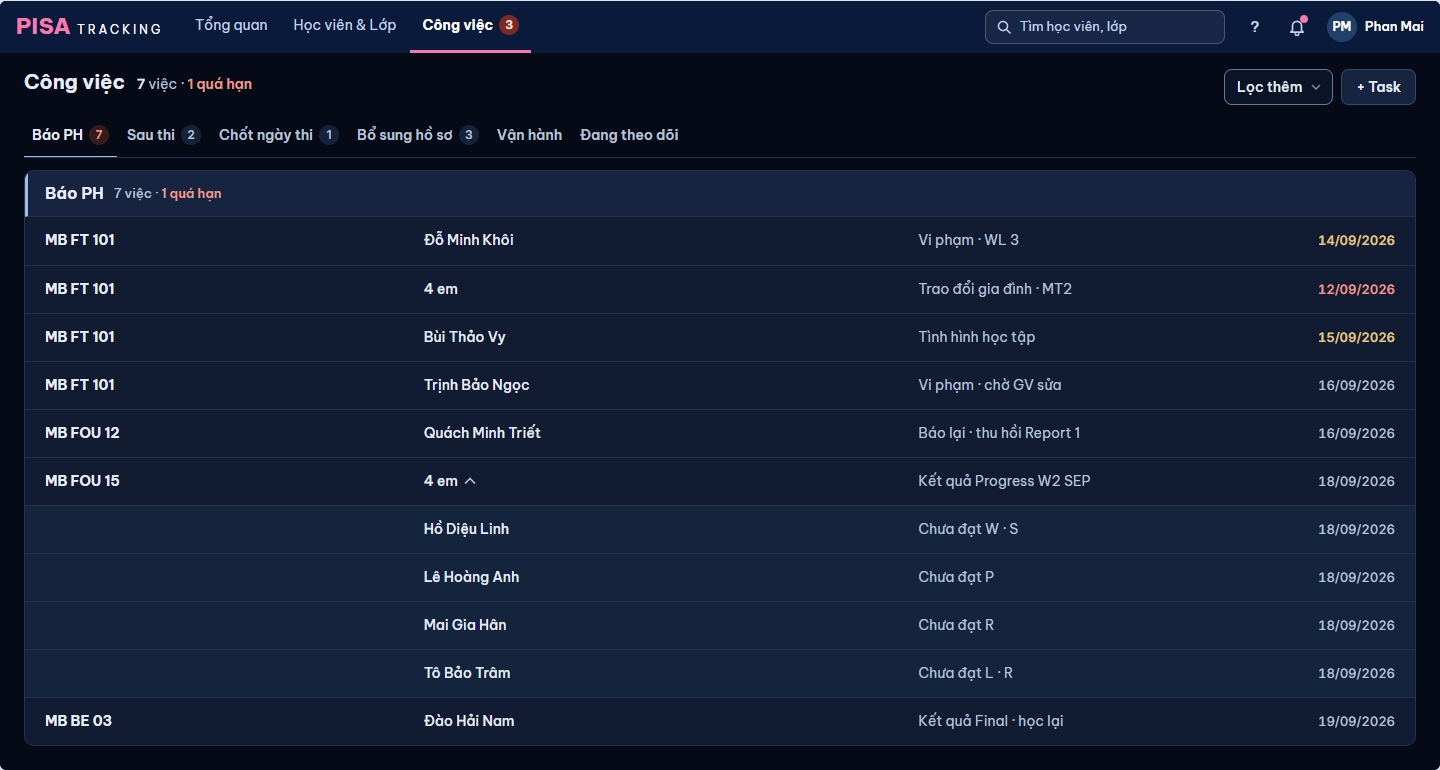 PISA TRACKING Tổng quan Học viên & Lớp Công việc 3 Tìm học viên, lớp ? PM Phan Mai
Công việc 7 việc · 1 quá hạn Lọc thêm + Task
Báo PH 7 Sau thi 2 Chốt ngày thi 1 Bổ sung hồ sơ 3 Vận hành Đang theo dõi
Báo PH 7 việc · 1 quá hạn
MB FT 101 Đỗ Minh Khôi Vi phạm · WL 3 14/09/2026
MB FT 101 4 em Trao đổi gia đình · MT2 12/09/2026
MB FT 101 Bùi Thảo Vy Tình hình học tập 15/09/2026
MB FT 101 Trịnh Bảo Ngọc Vi phạm · chờ GV sửa 16/09/2026
MB FOU 12 Quách Minh Triết Báo lại · thu hồi Report 1 16/09/2026
MB FOU 15 4 em Kết quả Progress W2 SEP 18/09/2026
Hồ Diệu Linh Chưa đạt W · S 18/09/2026
Lê Hoàng Anh Chưa đạt P 18/09/2026
Mai Gia Hân Chưa đạt R 18/09/2026
Tô Bảo Trâm Chưa đạt L · R 18/09/2026
MB BE 03 Đào Hải Nam Kết quả Final · học lại 19/09/2026